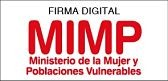 FIRMA DIGITAL
MIMP
Ministerio de la Mujer y
Poblaciones Vulnerables